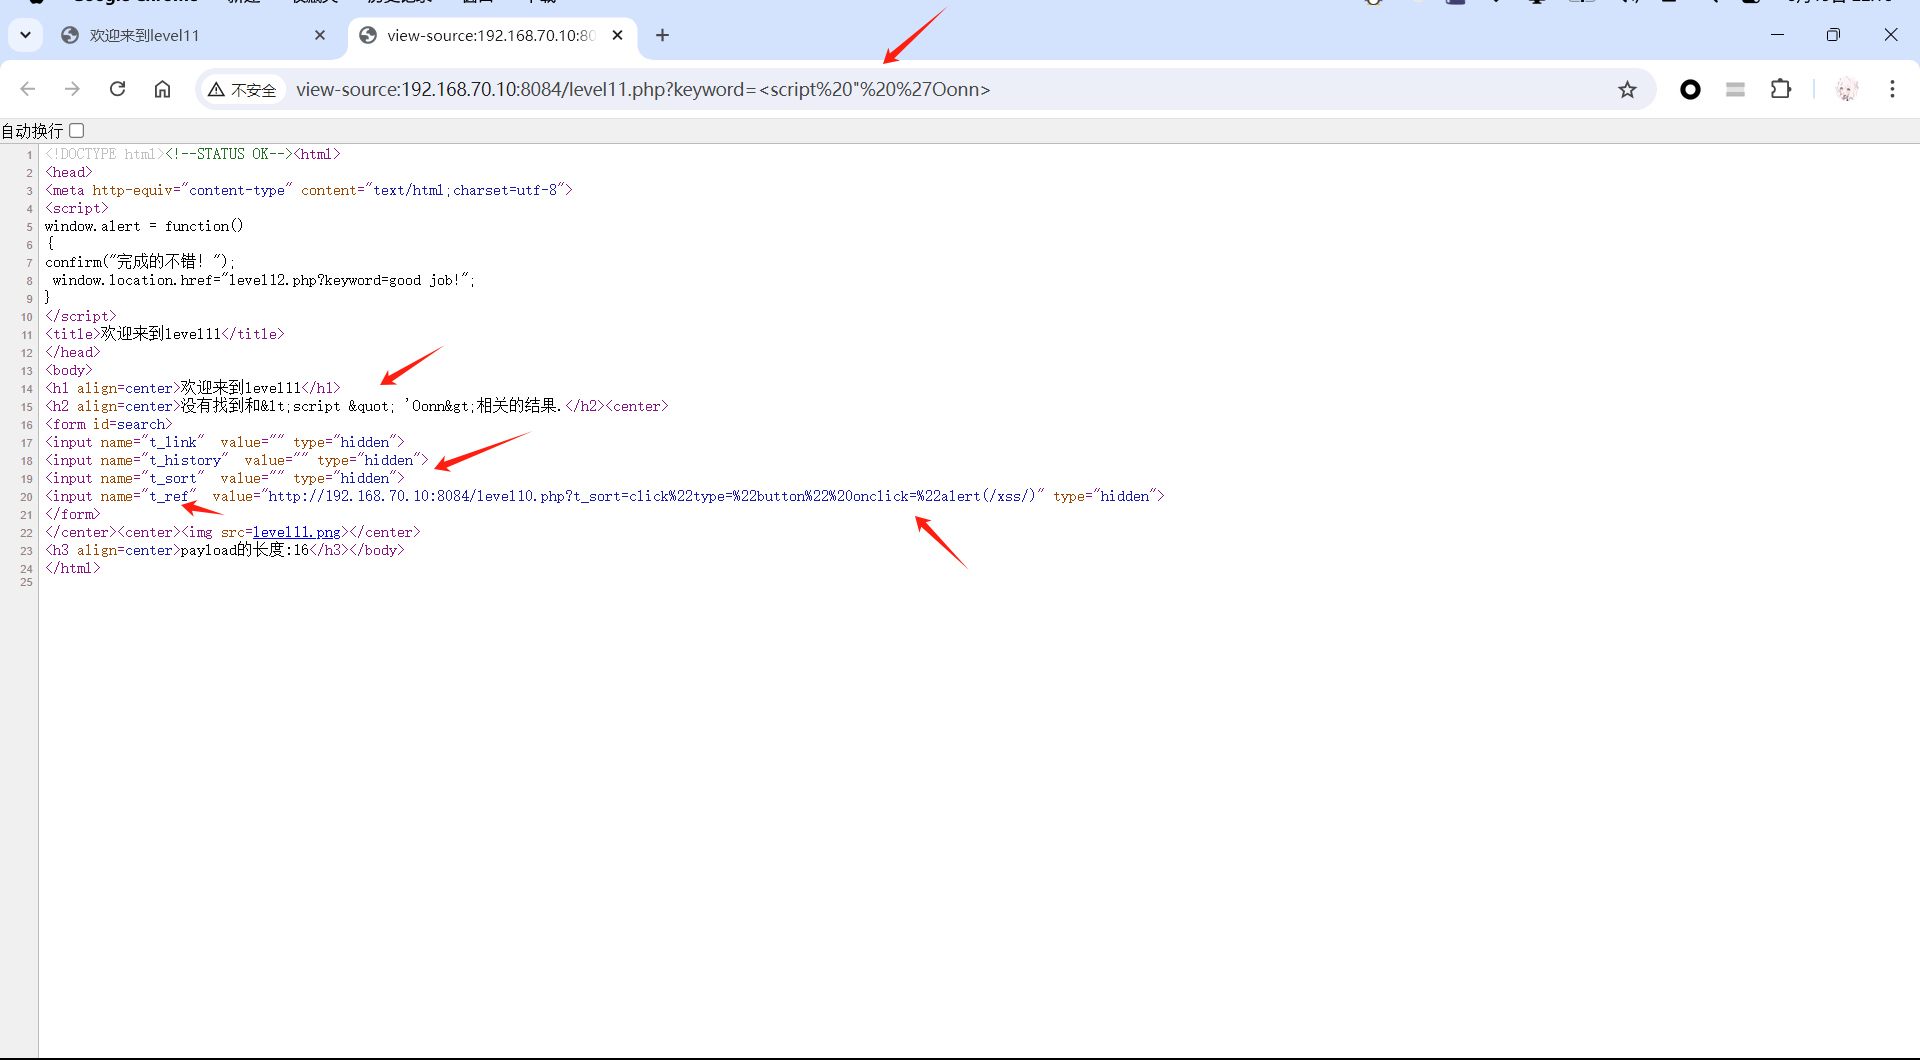 Google Chrome
欢迎来到level11
view-source:192.168.70.10:80
不安全
view-source:192.168.70.10:8084/level11.php?keyword=<script%20"%20%27Oonn>
自动换行
1 <!DOCTYPE html><!--STATUS OK--><html>
2 <head>
3 <meta http-equiv="content-type" content="text/html;charset=utf-8">
4 <script>
5 window.alert = function()
6 {
7 confirm("完成的不错！");
8 window.location.href="level12.php?keyword=good job!";
9 }
10 </script>
11 <title>欢迎来到level11</title>
12 </head>
13 <body>
14 <h1 align=center>欢迎来到level11</h1>
15 <h2 align=center>没有找到和&lt;script &quot; 'Oonn&gt;相关的结果.</h2><center>
16 <form id=search>
17 <input name="t_link"  value="" type="hidden">
18 <input name="t_history"  value="" type="hidden">
19 <input name="t_sort"  value="" type="hidden">
20 <input name="t_ref"  value="http://192.168.70.10:8084/level10.php?t_sort=click%22type=%22button%22%20onclick=%22alert(/xss/)" type="hidden">
21 </form>
22 </center><center><img src=level11.png></center>
23 <h3 align=center>payload的长度:16</h3></body>
24 </html>
25